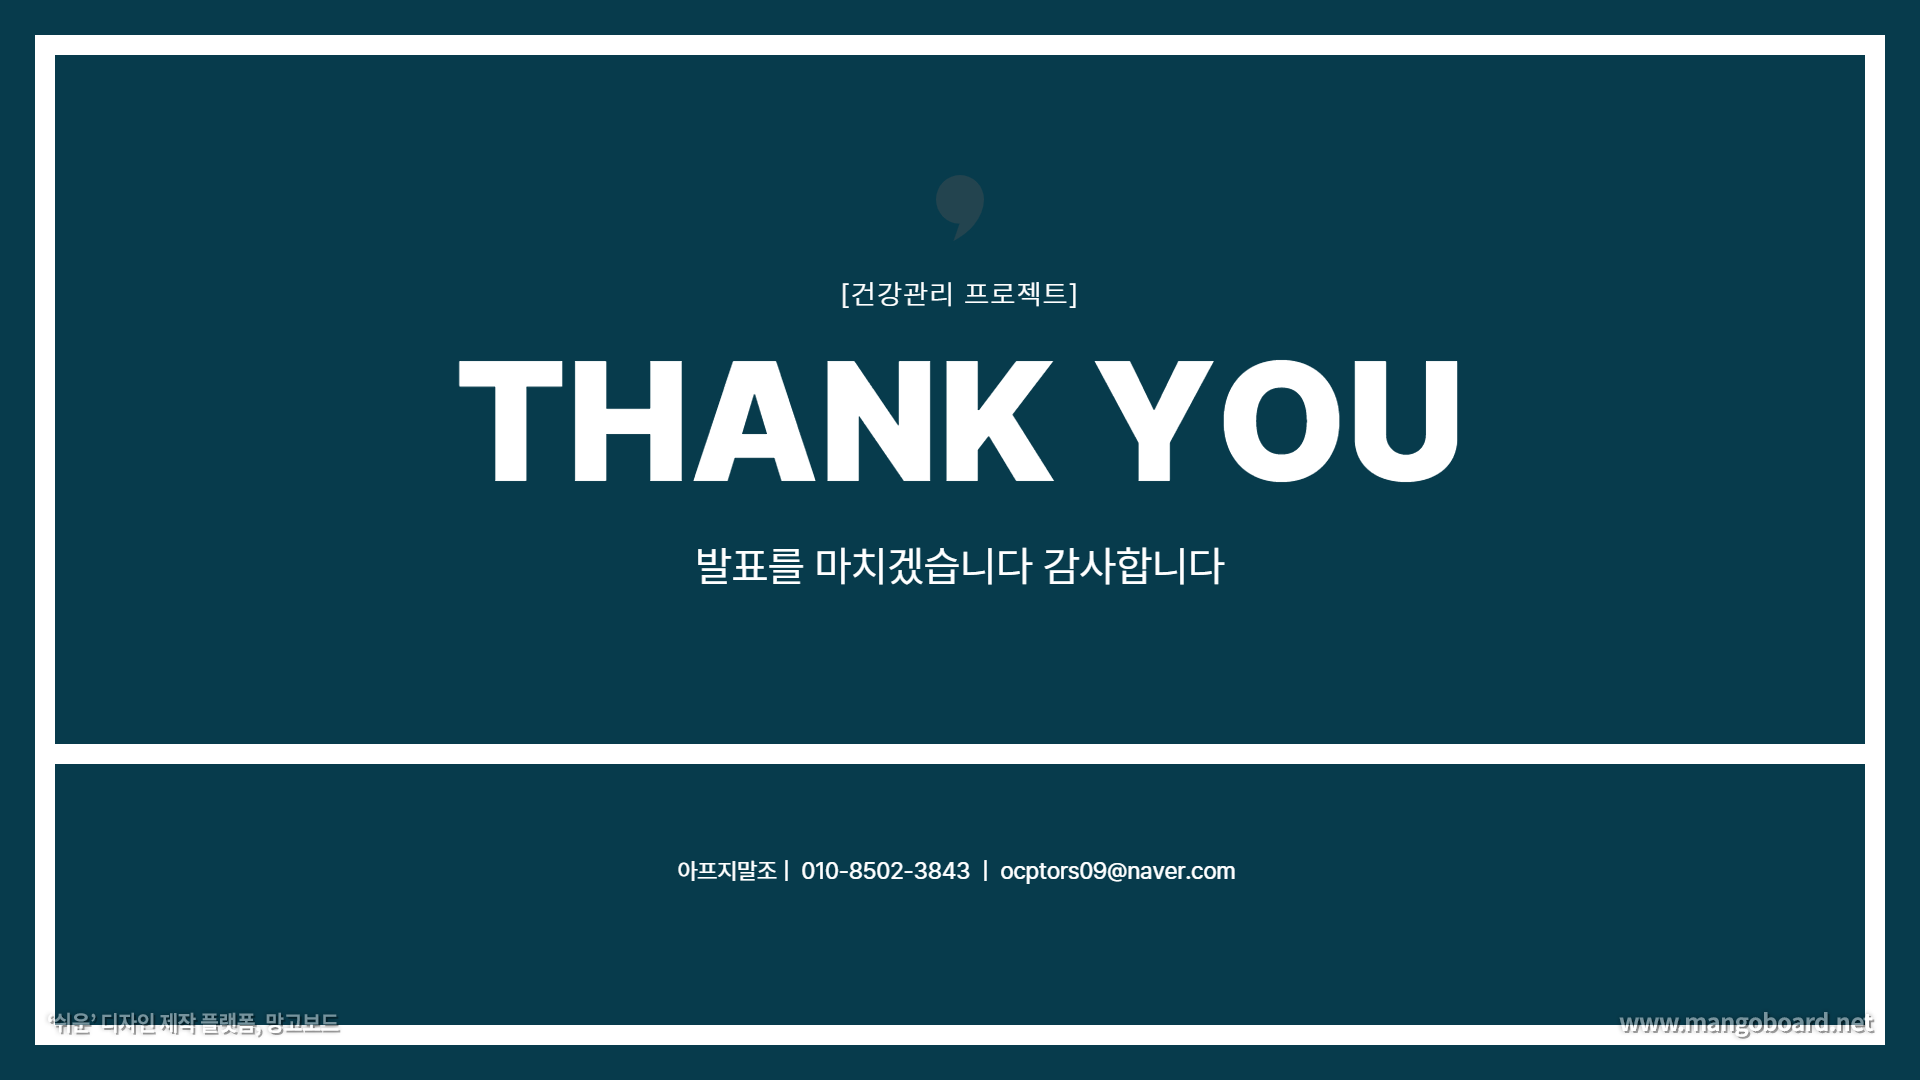 [건강관리 프로젝트]
THANK YOU
발표를 마치겠습니다 감사합니다
아프지말조 | 010-8502-3843 | ocptors09@naver.com
‘쉬운’ 디자인 제작 플랫폼, 망고보드
www.mangoboard.net